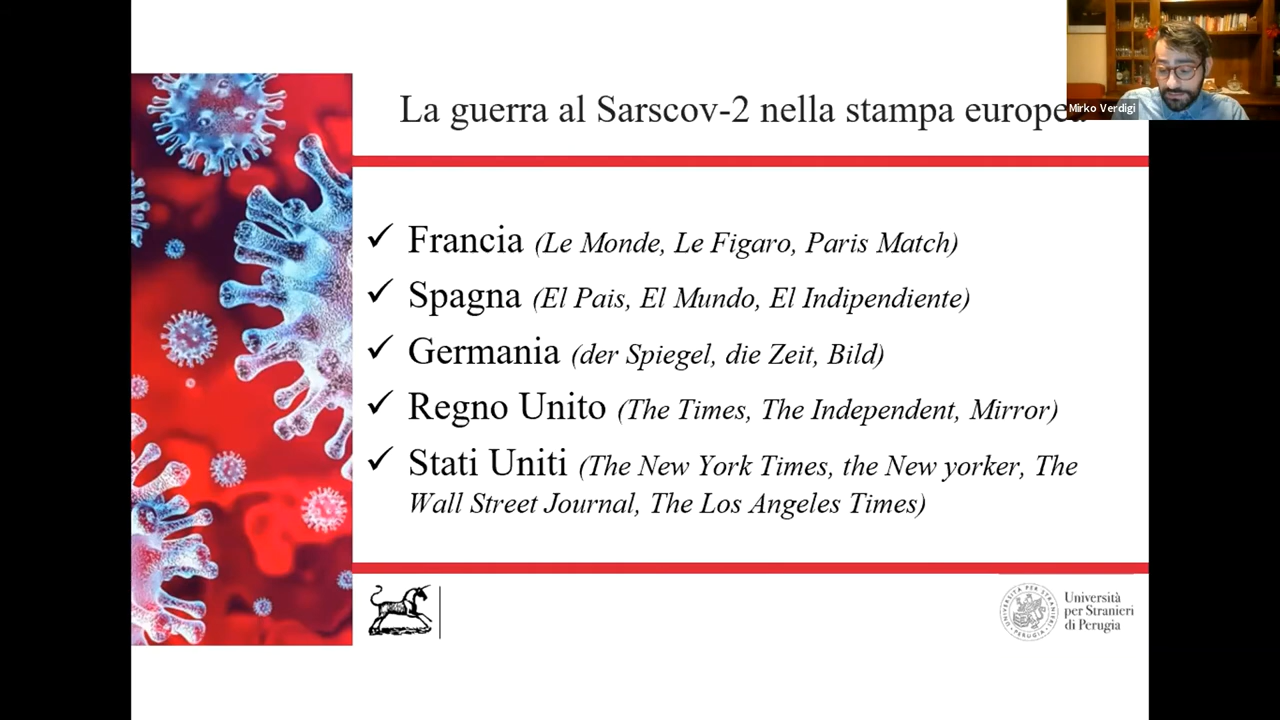 La guerra al Sarscov-2 nella stampa europea
Mirko Verdigi
✓ Francia (Le Monde, Le Figaro, Paris Match)
✓ Spagna (El Pais, El Mundo, El Indipendiente)
✓ Germania (der Spiegel, die Zeit, Bild)
✓ Regno Unito (The Times, The Independent, Mirror)
✓ Stati Uniti (The New York Times, the New yorker, The
Wall Street Journal, The Los Angeles Times)
Università
per Stranieri
di Perugia